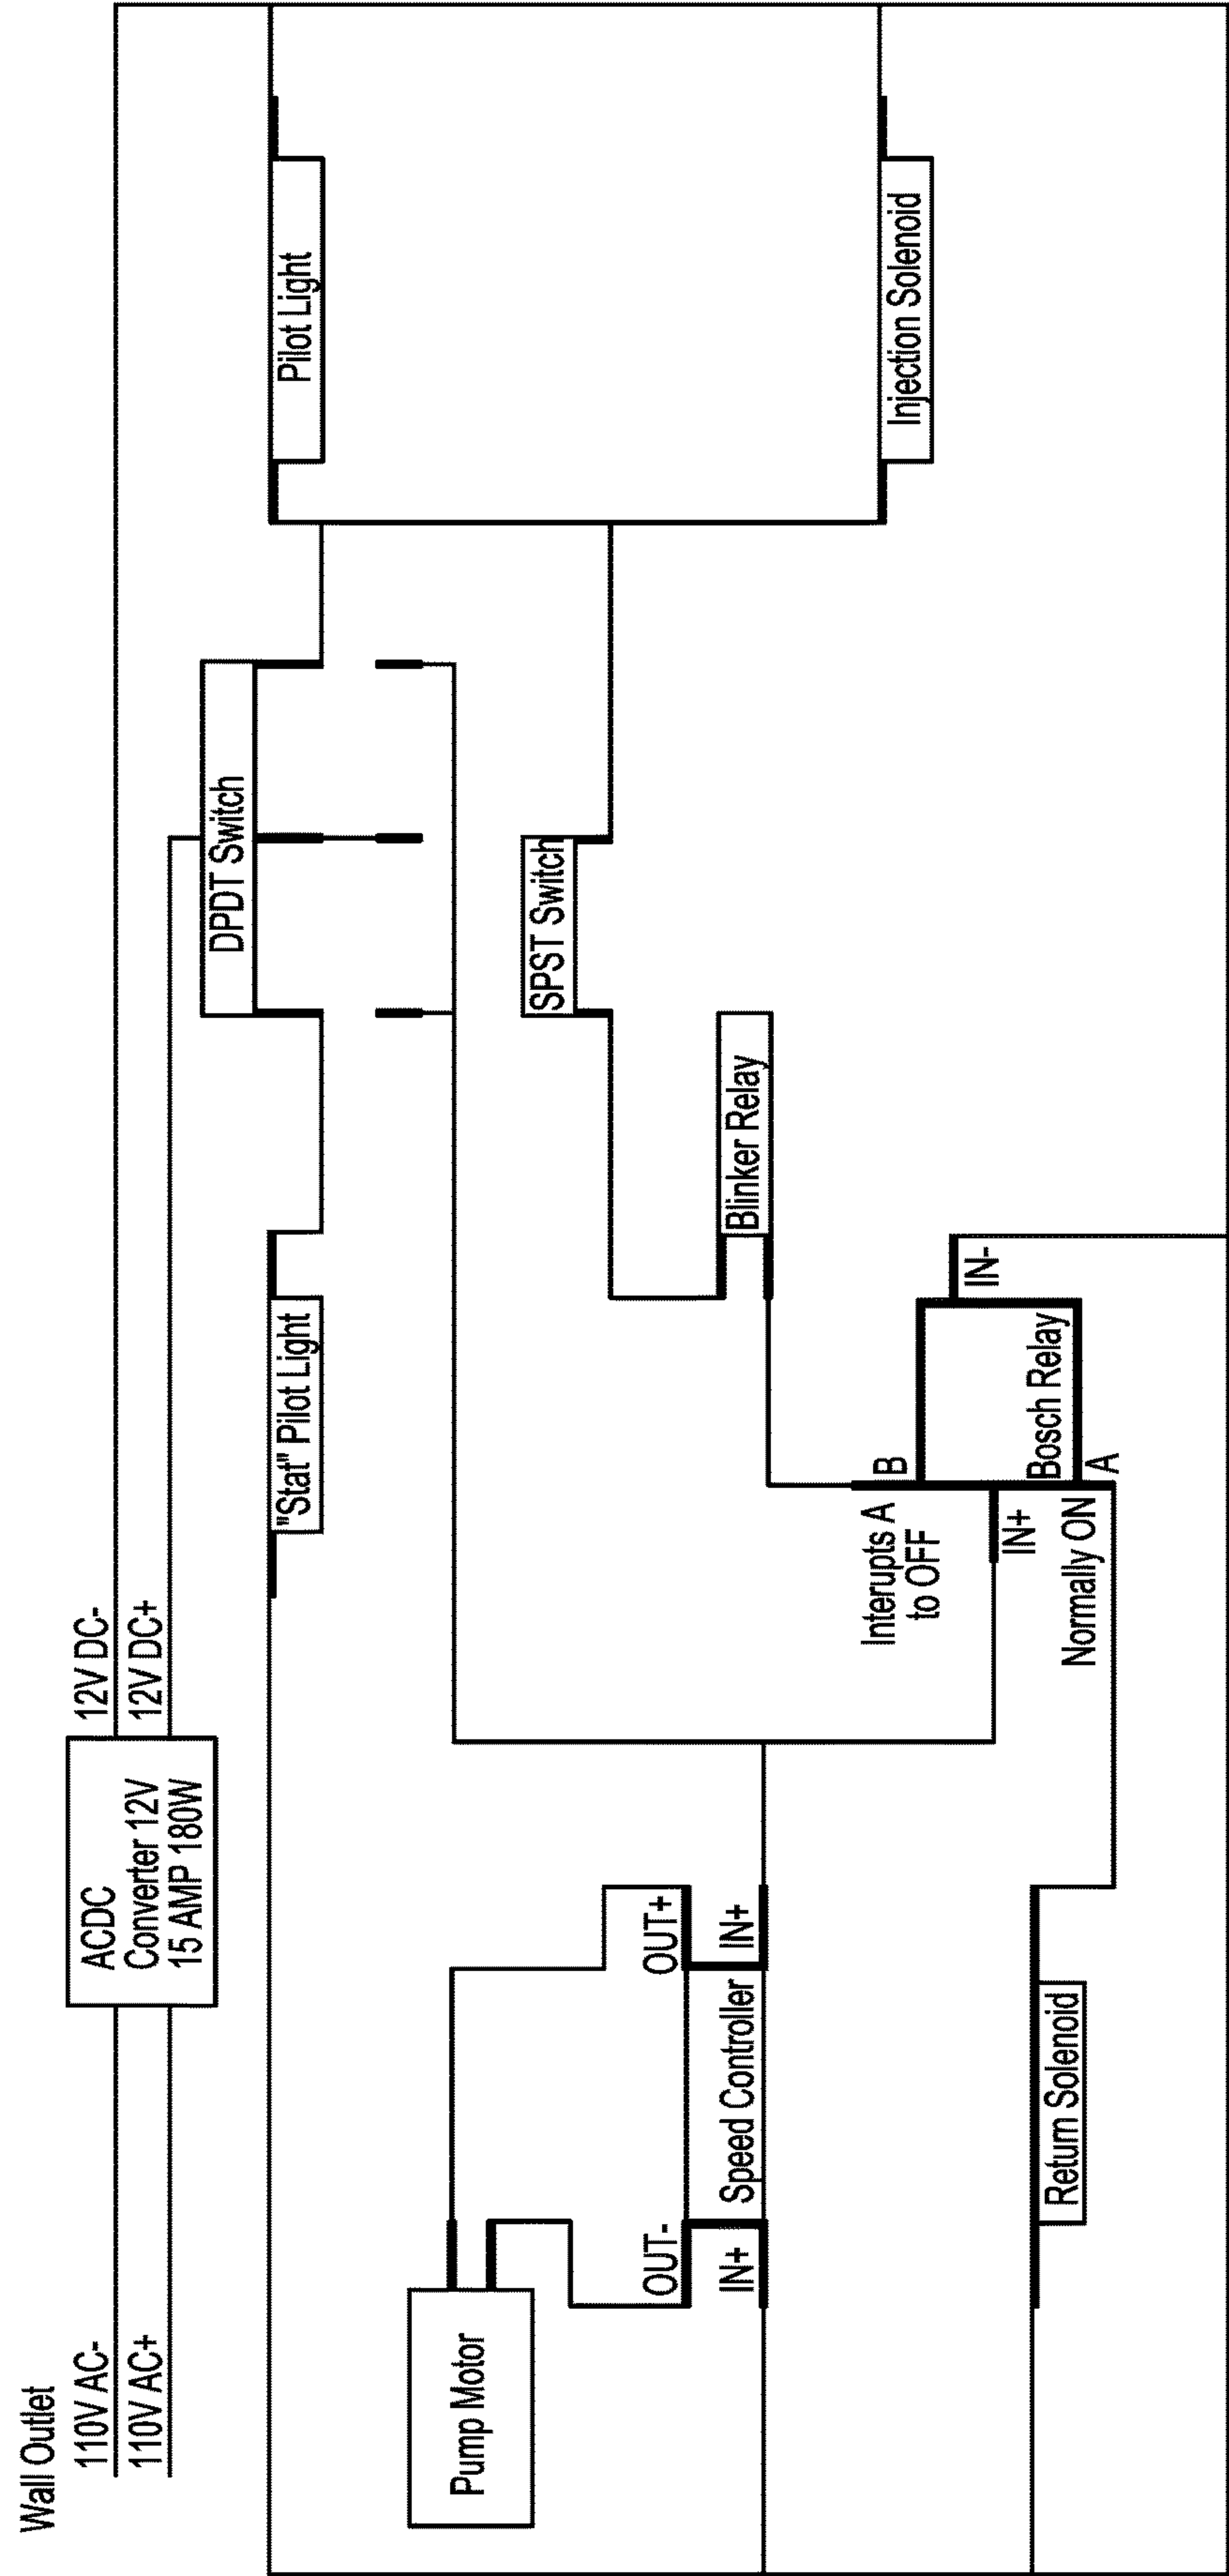 Wall Outlet
110V AC-
110V AC+
ACDC
Converter 12V
15 AMP 180W
12V DC-
12V DC+
DPDT Switch
"Stat" Pilot Light
Pilot Light
Pump Motor
SPST Switch
OUT-
OUT+
IN+
Speed Controller
IN+
Blinker Relay
Interupts A
to OFF
B
IN+
IN-
Bosch Relay
Normally ON
A
Return Solenoid
Injection Solenoid